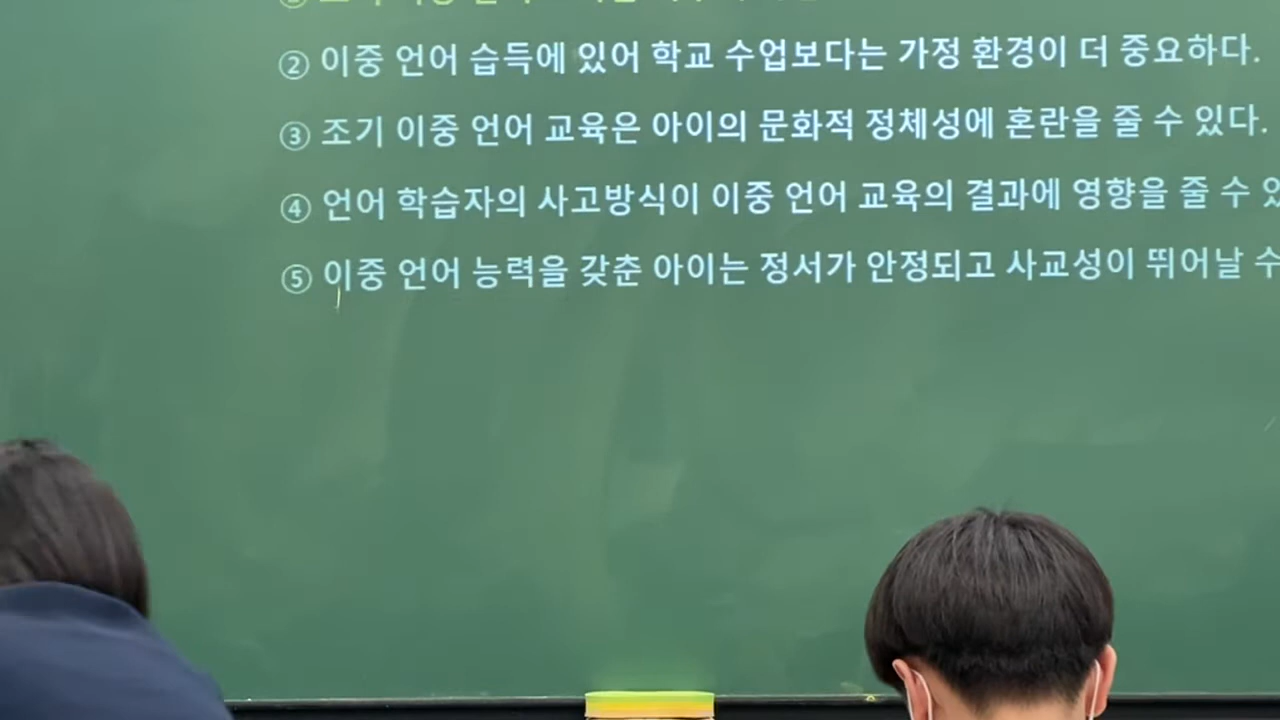 ② 이중 언어 습득에 있어 학교 수업보다는 가정 환경이 더 중요하다.
③ 조기 이중 언어 교육은 아이의 문화적 정체성에 혼란을 줄 수 있다.
④ 언어 학습자의 사고방식이 이중 언어 교육의 결과에 영향을 줄 수
⑤ 이중 언어 능력을 갖춘 아이는 정서가 안정되고 사교성이 뛰어날 수